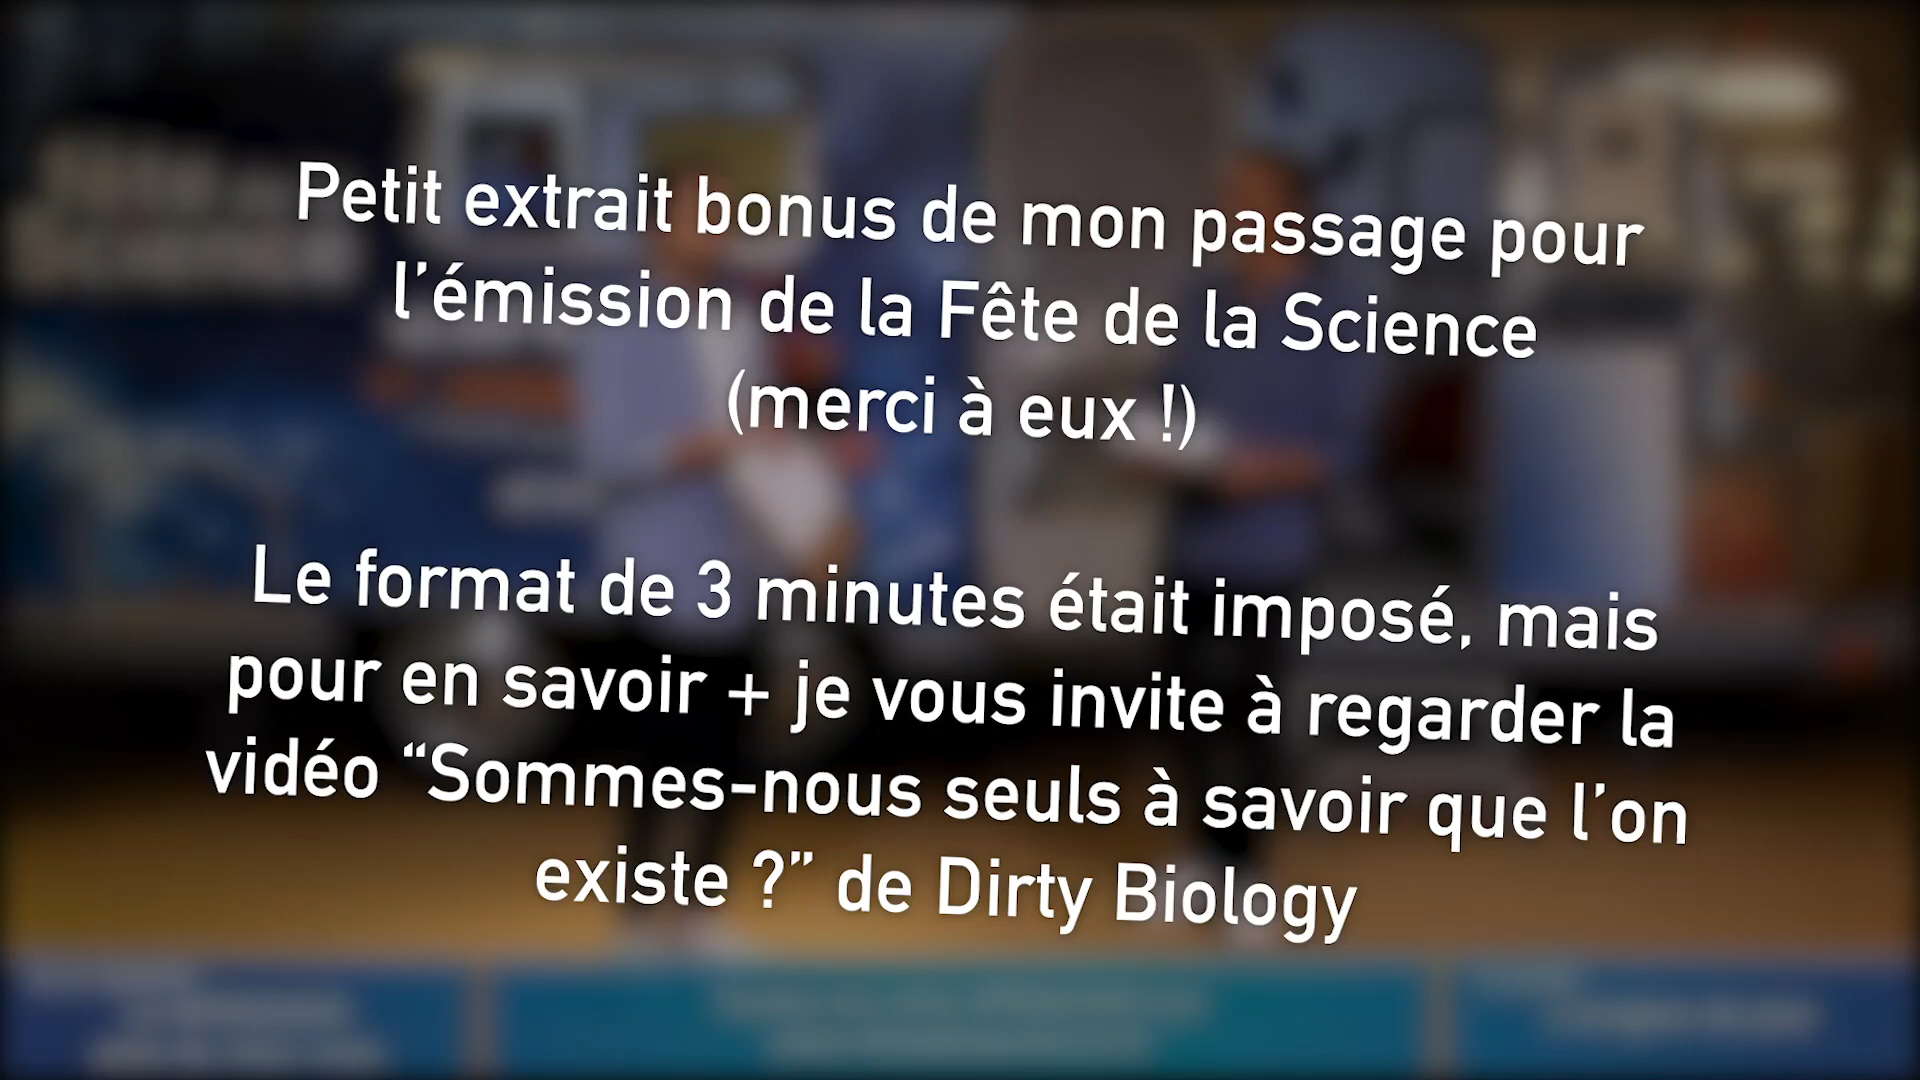 Petit extrait bonus de mon passage pour
l’émission de la Fête de la Science
(merci à eux !)
Le format de 3 minutes était imposé, mais
pour en savoir + je vous invite à regarder la
vidéo “Sommes-nous seuls à savoir que l’on
existe ?” de Dirty Biology